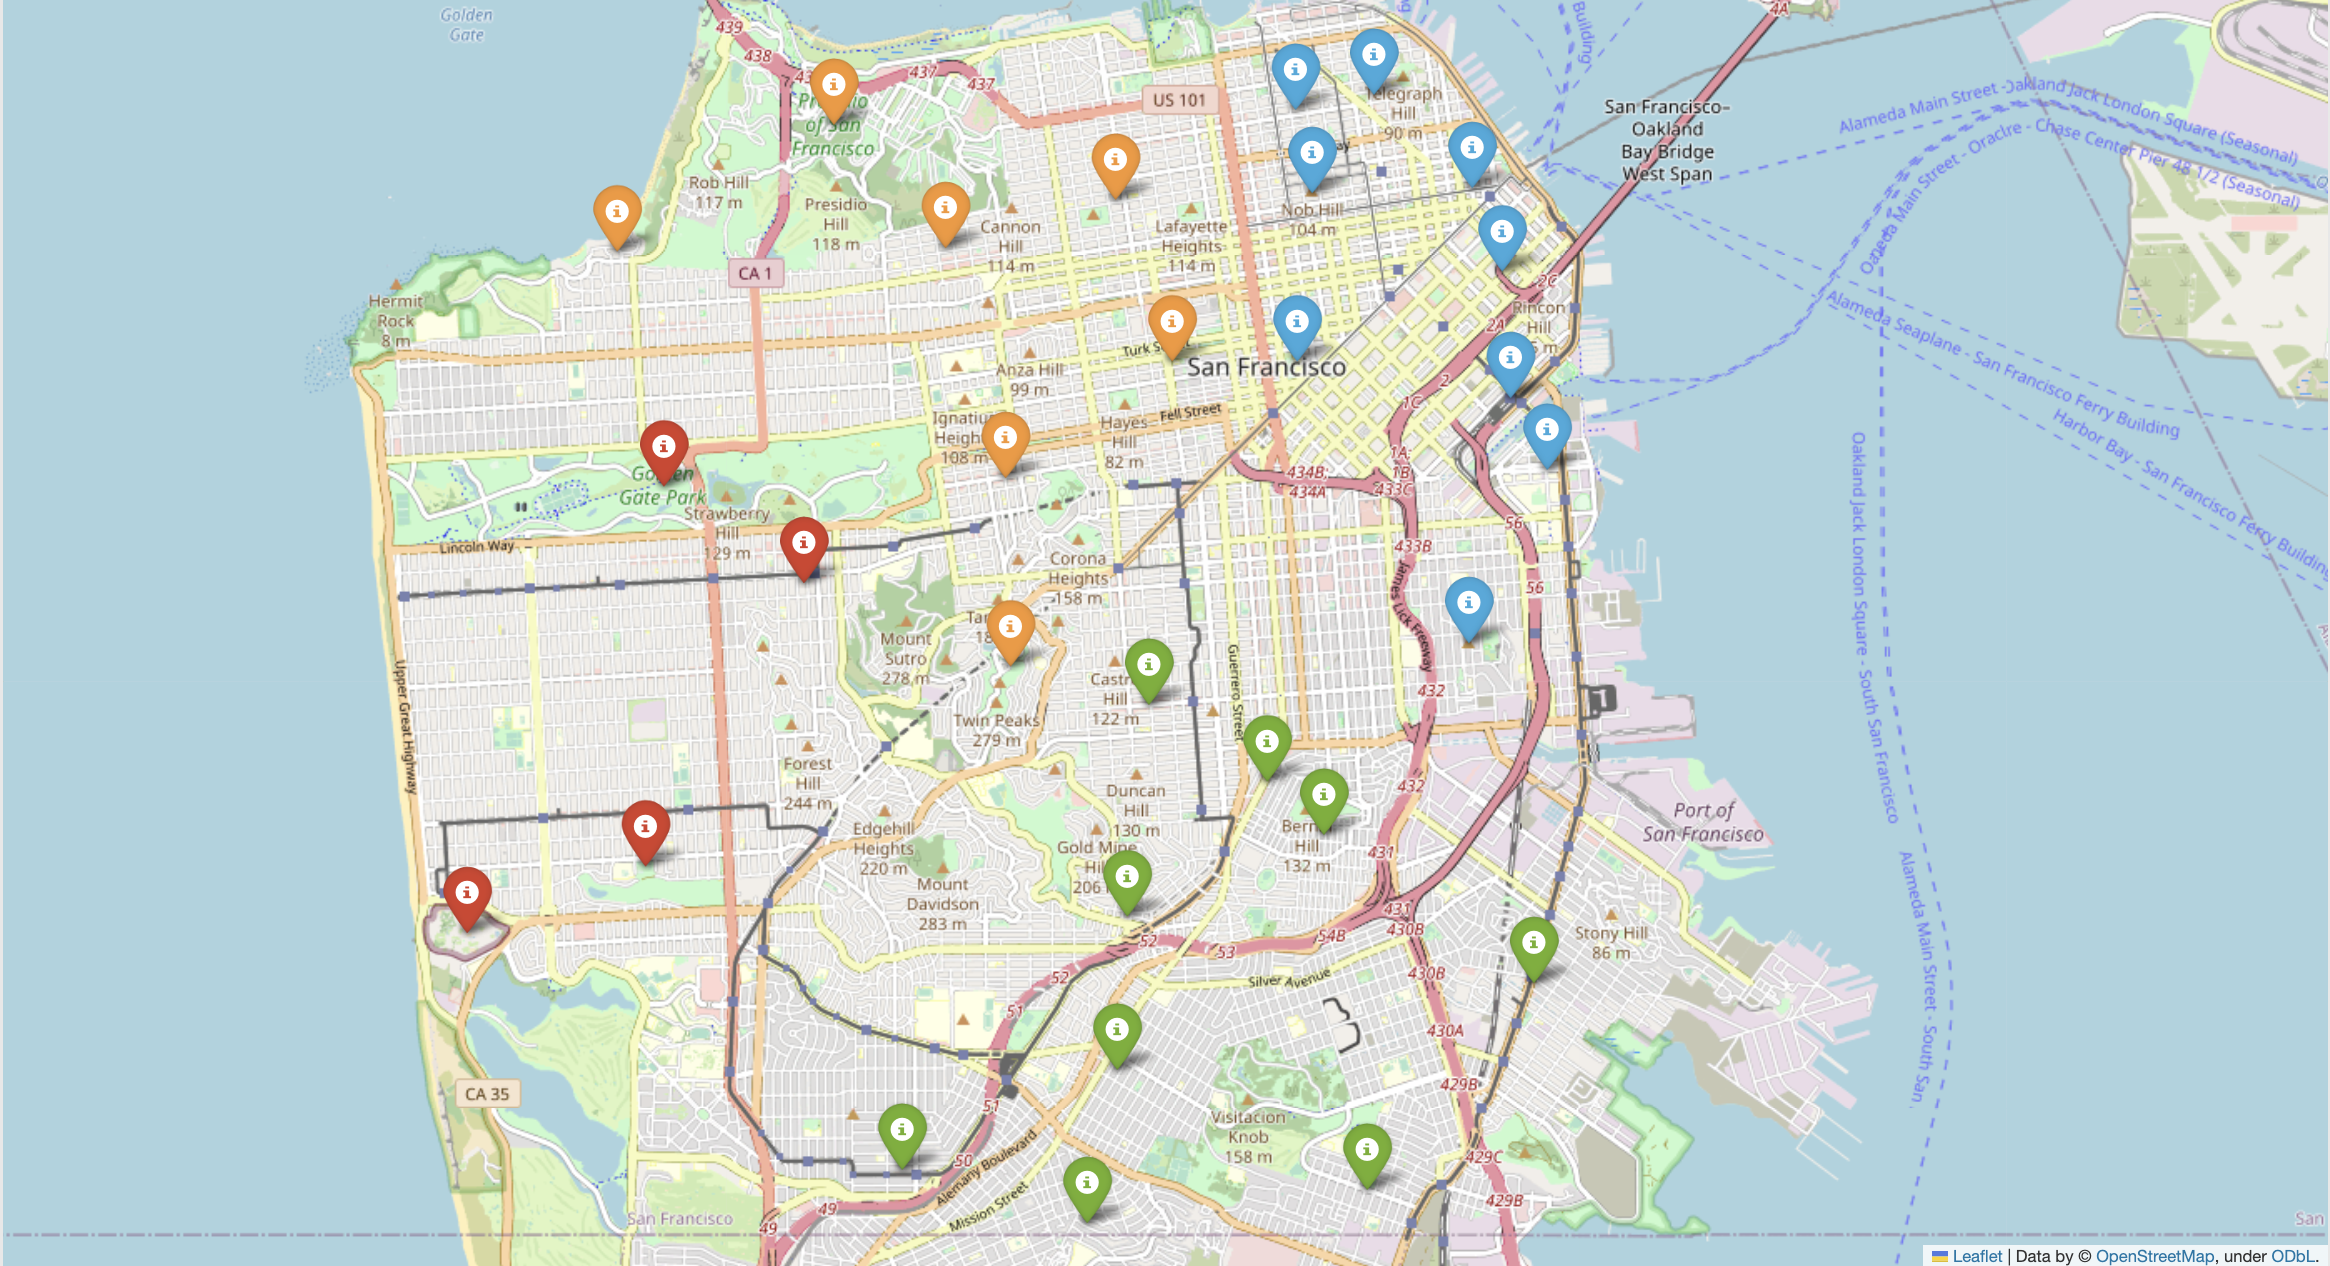 Golden
Gate
439
438
437
437
of San
Francisco
US 101
Telegraph
Hill
90 m
4A
Building
San Francisco–
Oakland
Bay Bridge
West Span
Alameda Main Street - Oakland Jack London Square (Seasonal)
Alameda Main Street - Oracle - Chase Center Pier 48 1/2 (Seasonal)
Rob Hill
117 m
Presidio
Hill
118 m
Cannon
Hill
114 m
Lafayette
Heights
114 m
Nob Hill
104 m
CA 1
Hermit
Rock
8 m
2C
Rincon
Hill
2A
2
1C
Alameda Seaplane - San Francisco Ferry Building
Harbor Bay - San Francisco Ferry Building
San Francisco
Anza Hill
99 m
Fell Street
Hayes
Hill
82 m
108 m
1A;
1B
434B;
434A
433C
Golden
Gate Park
Strawberry
Hill
129 m
Lincoln Way
56
433B
56
Corona
Heights
158 m
James Lick Freeway
Mount
Sutro
278 m
Hill
122 m
Guerrero Street
432
Upper Great Highway
Twin Peaks
279 m
Forest
Hill
244 m
432
Duncan
Hill
130 m
Edgehill
Heights
220 m
Gold Mine
206
Hill
132 m
431
Port of
San Francisco
Oakland Jack London Square - South San Francisco
Alameda Main Street - South San
Mount
Davidson
283 m
431
430B
54B
53
52
52
Stony Hill
86 m
Silver Avenue
430B
51
430A
CA 35
429B
51
Visitacion
Knob
158 m
50
429C
Alemany Boulevard
Mission Street
429B
49
49
San Francisco
San
Leaflet | Data by © OpenStreetMap, under ODbL.